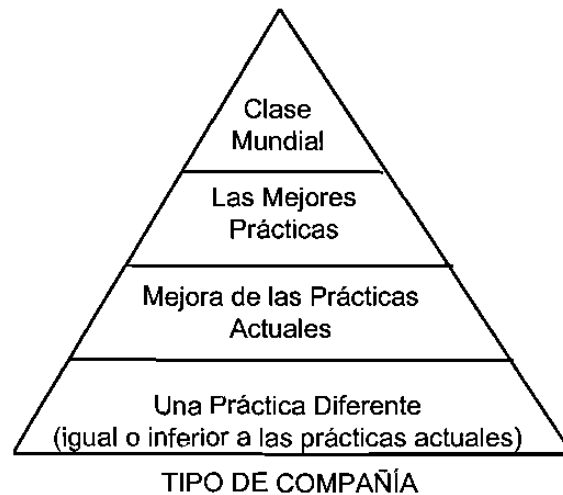 Clase
Mundial
Las Mejores
Prácticas
Mejora de las Prácticas
Actuales
Una Práctica Diferente
(igual o inferior a las prácticas actuales)
TIPO DE COMPAÑÍA